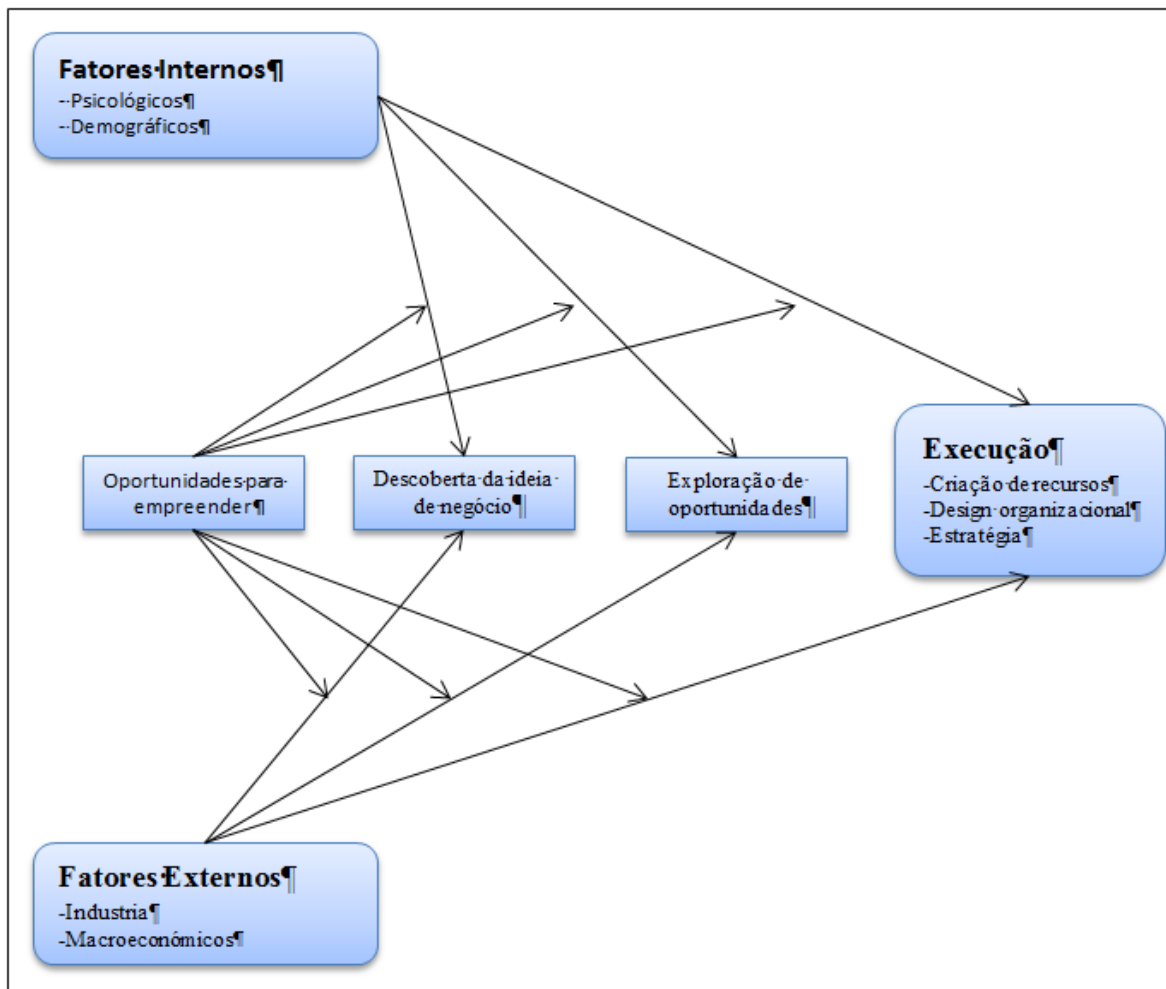 Fatores·Internos¶
-·Psicológicos¶
-·Demográficos¶
Oportunidades·para·
empreender¶
Descoberta·da·ideia·
de·negócio¶
Exploração·de·
oportunidades¶
Execução¶
-Criação·de·recursos¶
-Design·organizacional¶
-Estratégia¶
Fatores·Externos¶
-Industria¶
-Macroeconómicos¶